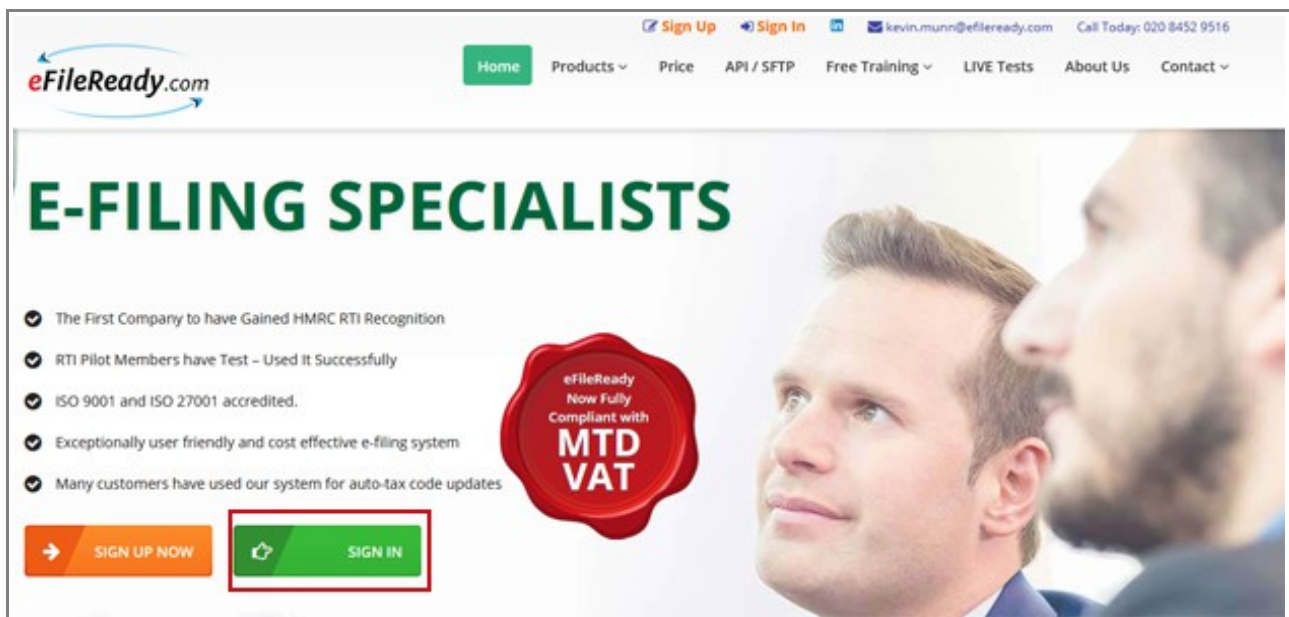 Sign Up Sign In in kevin.munn@efileready.com Call Today: 020 8452 9516
eFileReady.com
Home Products Price API / SFTP Free Training LIVE Tests About Us Contact
E-FILING SPECIALISTS
The First Company to have Gained HMRC RTI Recognition
RTI Pilot Members have Test – Used It Successfully
ISO 9001 and ISO 27001 accredited.
Exceptionally user friendly and cost effective e-filing system
Many customers have used our system for auto-tax code updates
eFileReady
Now Fully
Compliant with
MTD
VAT
SIGN UP NOW SIGN IN